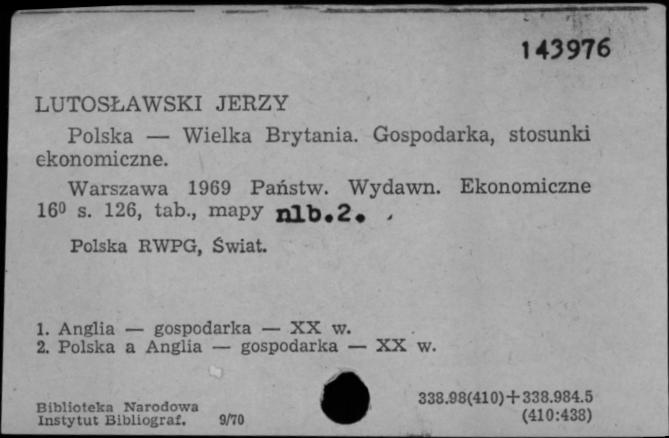 143976
LUTOSŁAWSKI JERZY
Polska — Wielka Brytania. Gospodarka, stosunki
ekonomiczne.
Warszawa 1969 Państw. Wydawn. Ekonomiczne
16⁰ s. 126, tab., mapy nlb.2.
Polska RWPG, Świat.
1. Anglia — gospodarka — XX w.
2. Polska a Anglia — gospodarka — XX w.
Biblioteka Narodowa
Instytut Bibliograf. 9/70
338.98(410)+338.984.5
(410:438)